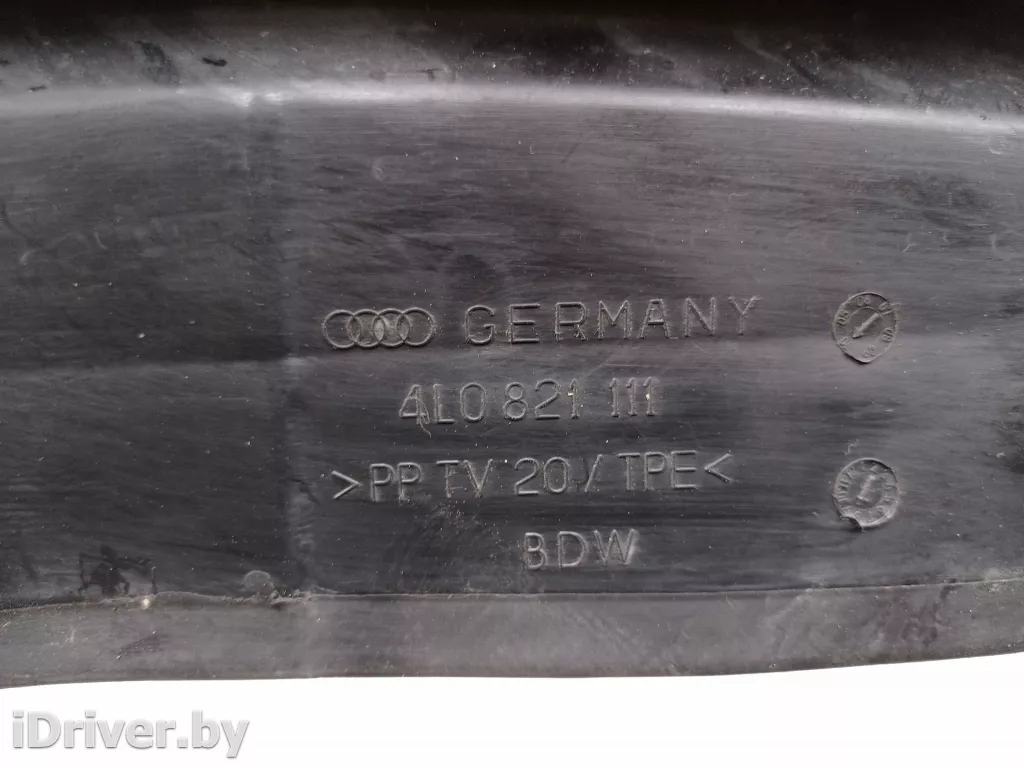 GERMANY
4L0 821 111
>PP TV 20/TPE<
BDW
iDriver.by